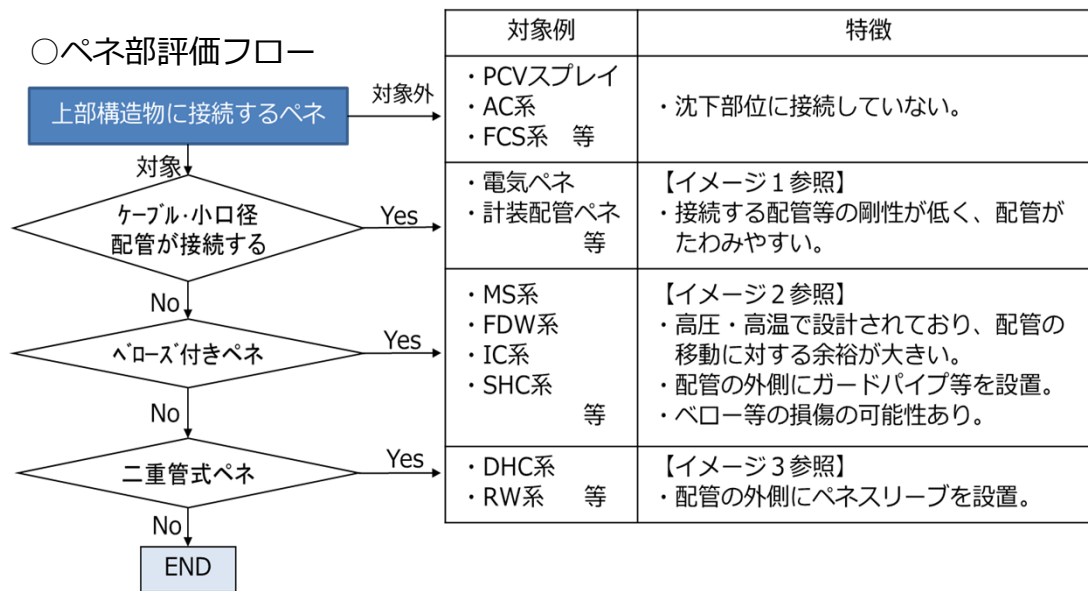 ○ペネ部評価フロー
上部構造物に接続するペネ
対象外
対象
ケーブル・小口径
配管が接続する
Yes
No
ベローズ付きペネ
Yes
No
二重管式ペネ
Yes
No
END
対象例
特徴
・PCVスプレイ
・AC系
・FCS系 等
・沈下部位に接続していない。
・電気ペネ
・計装配管ペネ
等
【イメージ1参照】
・接続する配管等の剛性が低く、配管が
たわみやすい。
・MS系
・FDW系
・IC系
・SHC系
等
【イメージ2参照】
・高圧・高温で設計されており、配管の
移動に対する余裕が大きい。
・配管の外側にガードパイプ等を設置。
・ベロー等の損傷の可能性あり。
・DHC系
・RW系 等
【イメージ3参照】
・配管の外側にペネスリーブを設置。